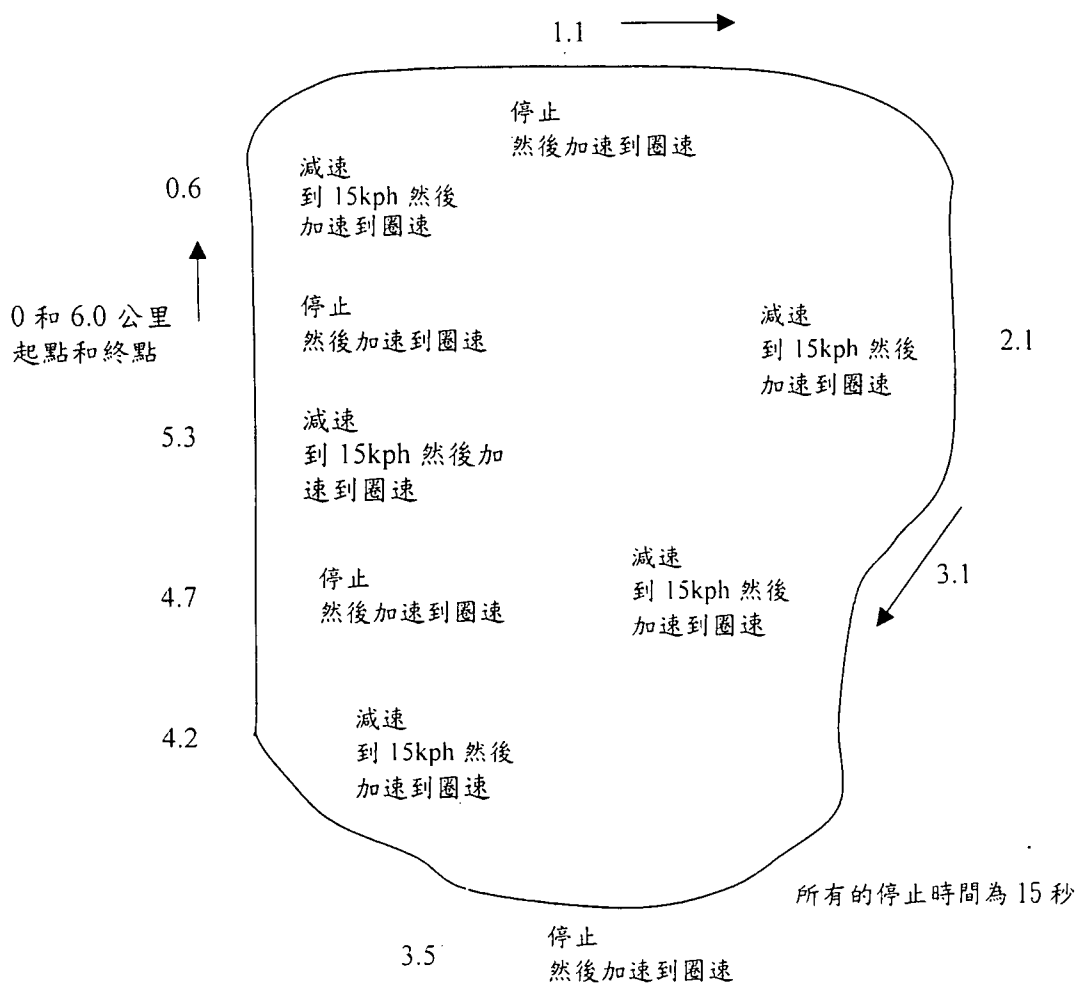 1.1
停止
然後加速到圈速
0.6
減速
到 15kph 然後
加速到圈速
0 和 6.0 公里
起點和終點
停止
然後加速到圈速
減速
到 15kph 然後
加速到圈速
2.1
5.3
減速
到 15kph 然後加
速到圈速
4.7
停止
然後加速到圈速
減速
到 15kph 然後
加速到圈速
3.1
4.2
減速
到 15kph 然後
加速到圈速
所有的停止時間為 15 秒
3.5
停止
然後加速到圈速